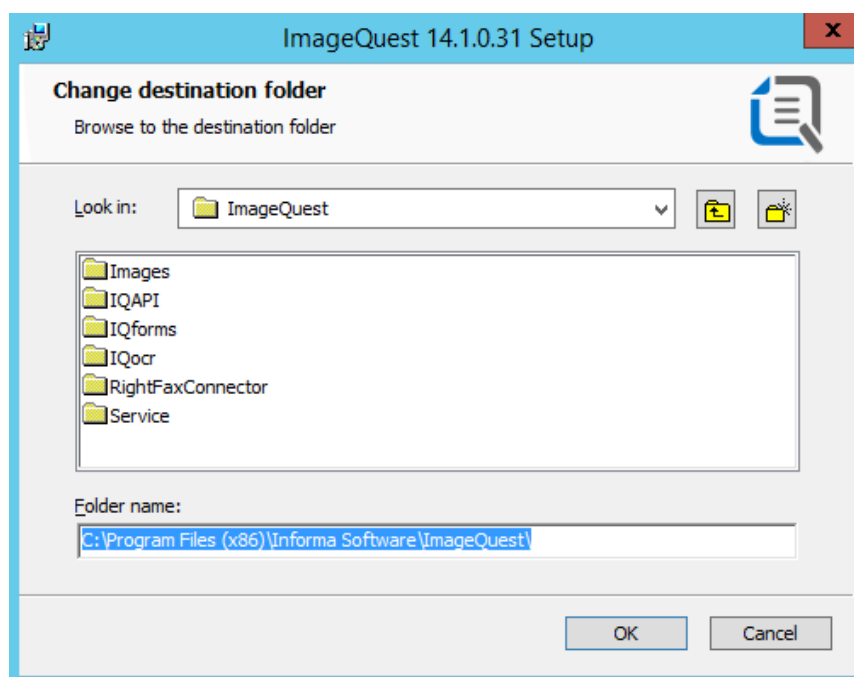 ImageQuest 14.1.0.31 Setup
x
Change destination folder
Browse to the destination folder
Look in:
ImageQuest
Images
IQAPI
IQforms
IQocr
RightFaxConnector
Service
Folder name:
C:\Program Files (x86)\Informa Software\ImageQuest\
OK Cancel